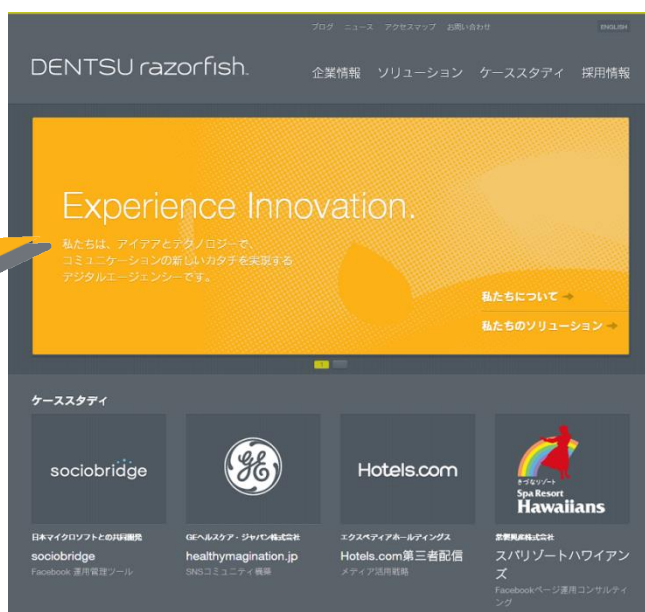 ブログ ニュース アクセスマップ お問い合わせ ENGLISH
DENTSU razorfish.
企業情報 ソリューション ケーススタディ 採用情報
Experience Innovation.
私たちは、アイデアとテクノロジーで、
コミュニケーションの新しいカタチを実現する
デジタルエージェンシーです。
私たちについて
私たちのソリューション
1
ケーススタディ
sociobridge
GE
Hotels.com
きづなリゾート
Spa Resort
Hawaiians
日本マイクロソフトとの共同開発
sociobridge
Facebook 運用管理ツール
GEヘルスケア・ジャパン株式会社
healthymagination.jp
SNSコミュニティ構築
エクスペディアホールディングス
Hotels.com第三者配信
メディア活用戦略
常磐興産株式会社
スパリゾートハワイアン
ズ
Facebookページ運用コンサルティ
ング